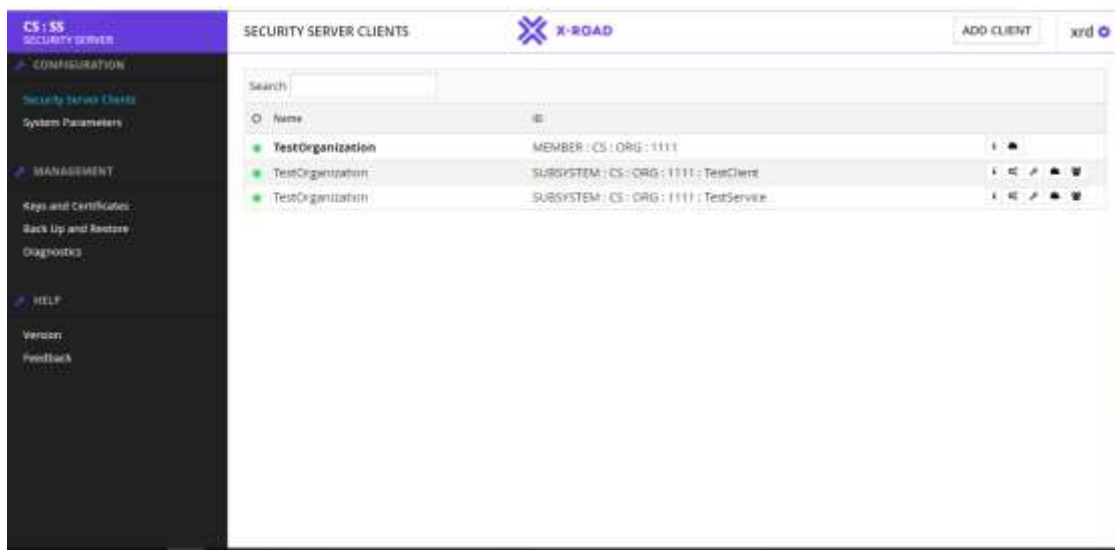 CS : SS
SECURITY SERVER
SECURITY SERVER CLIENTS
X-ROAD
ADD CLIENT
xrd
CONFIGURATION
Security Server Clients
System Parameters
MANAGEMENT
Keys and Certificates
Back Up and Restore
Diagnostics
HELP
Version
Feedback
Search
Name ID
TestOrganization MEMBER : CS : ORG : 1111
TestOrganization SUBSYSTEM : CS : ORG : 1111 : TestClient
TestOrganization SUBSYSTEM : CS : ORG : 1111 : TestService